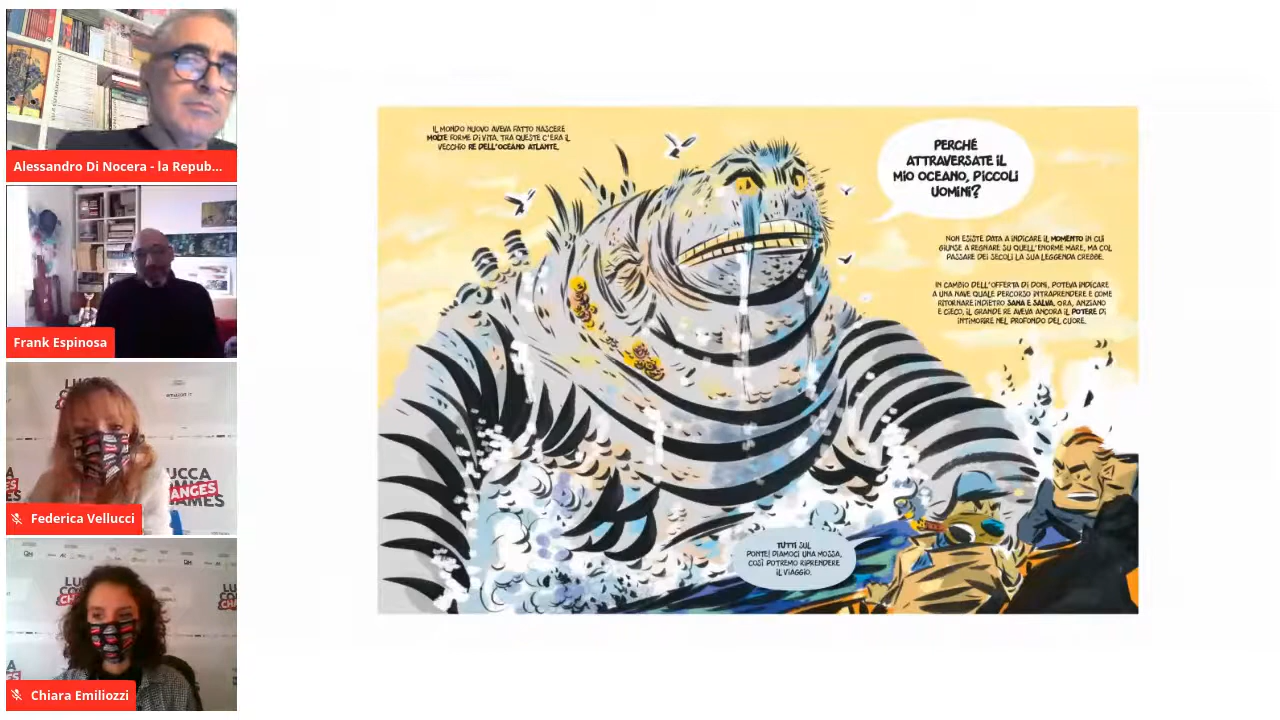 Alessandro Di Nocera - la Repub...
Frank Espinosa
UCCA
ANGES
AMES
Federica Vellucci
Chiara Emiliozzi
IL MONDO NUOVO AVEVA FATTO NASCERE
MOLTE FORME DI VITA, TRA QUESTE C'ERA IL
VECCHIO RE DELL'OCEANO ATLANTE.
PERCHÉ
ATTRAVERSATE IL
MIO OCEANO, PICCOLI
UOMINI?
NON ESISTE DATA A INDICARE IL MOMENTO IN CUI
GIUNSE A REGNARE SU QUELL'ENORME MARE, MA COL
PASSARE DEI SECOLI LA SUA LEGGENDA CREBBE.
IN CAMBIO DELL'OFFERTA DI DONI, POTEVA INDICARE
A UNA NAVE QUALE PERCORSO INTRAPRENDERE E COME
RITORNARE INDIETRO SANA E SALVA. ORA, ANZIANO
E CIECO, IL GRANDE RE AVEVA ANCORA IL POTERE DI
INTIMORIRE NEL PROFONDO DEL CUORE.
TUTTI SUL
PONTE! DIAMOCI UNA MOSSA,
COSÌ POTREMO RIPRENDERE
IL VIAGGIO.